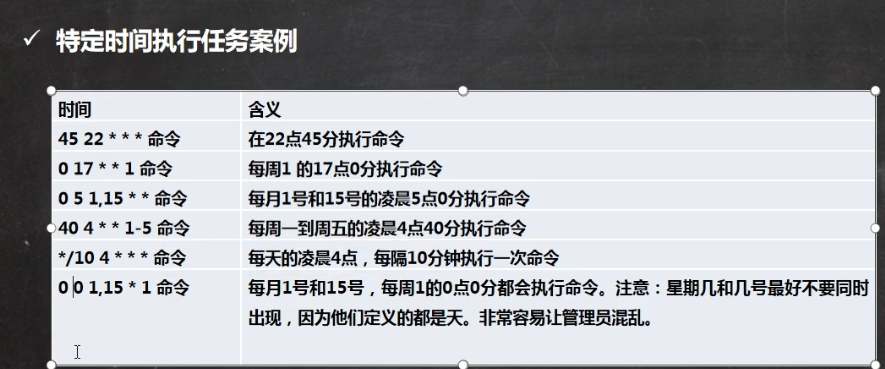 特定时间执行任务案例
时间 含义
45 22 * * * 命令 在22点45分执行命令
0 17 * * 1 命令 每周1 的17点0分执行命令
0 5 1,15 * * 命令 每月1号和15号的凌晨5点0分执行命令
40 4 * * 1-5 命令 每周一到周五的凌晨4点40分执行命令
*/10 4 * * * 命令 每天的凌晨4点，每隔10分钟执行一次命令
0 0 1,15 * 1 命令 每月1号和15号，每周1的0点0分都会执行命令。注意：星期几和几号最好不要同时
出现，因为他们定义的都是天。非常容易让管理员混乱。